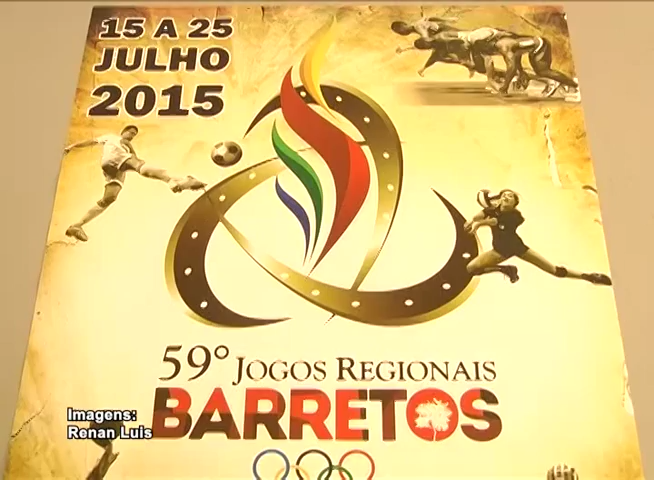 15 A 25
JULHO
2015
59° JOGOS REGIONAIS
BARRETOS
Imagens:
Renan Luis